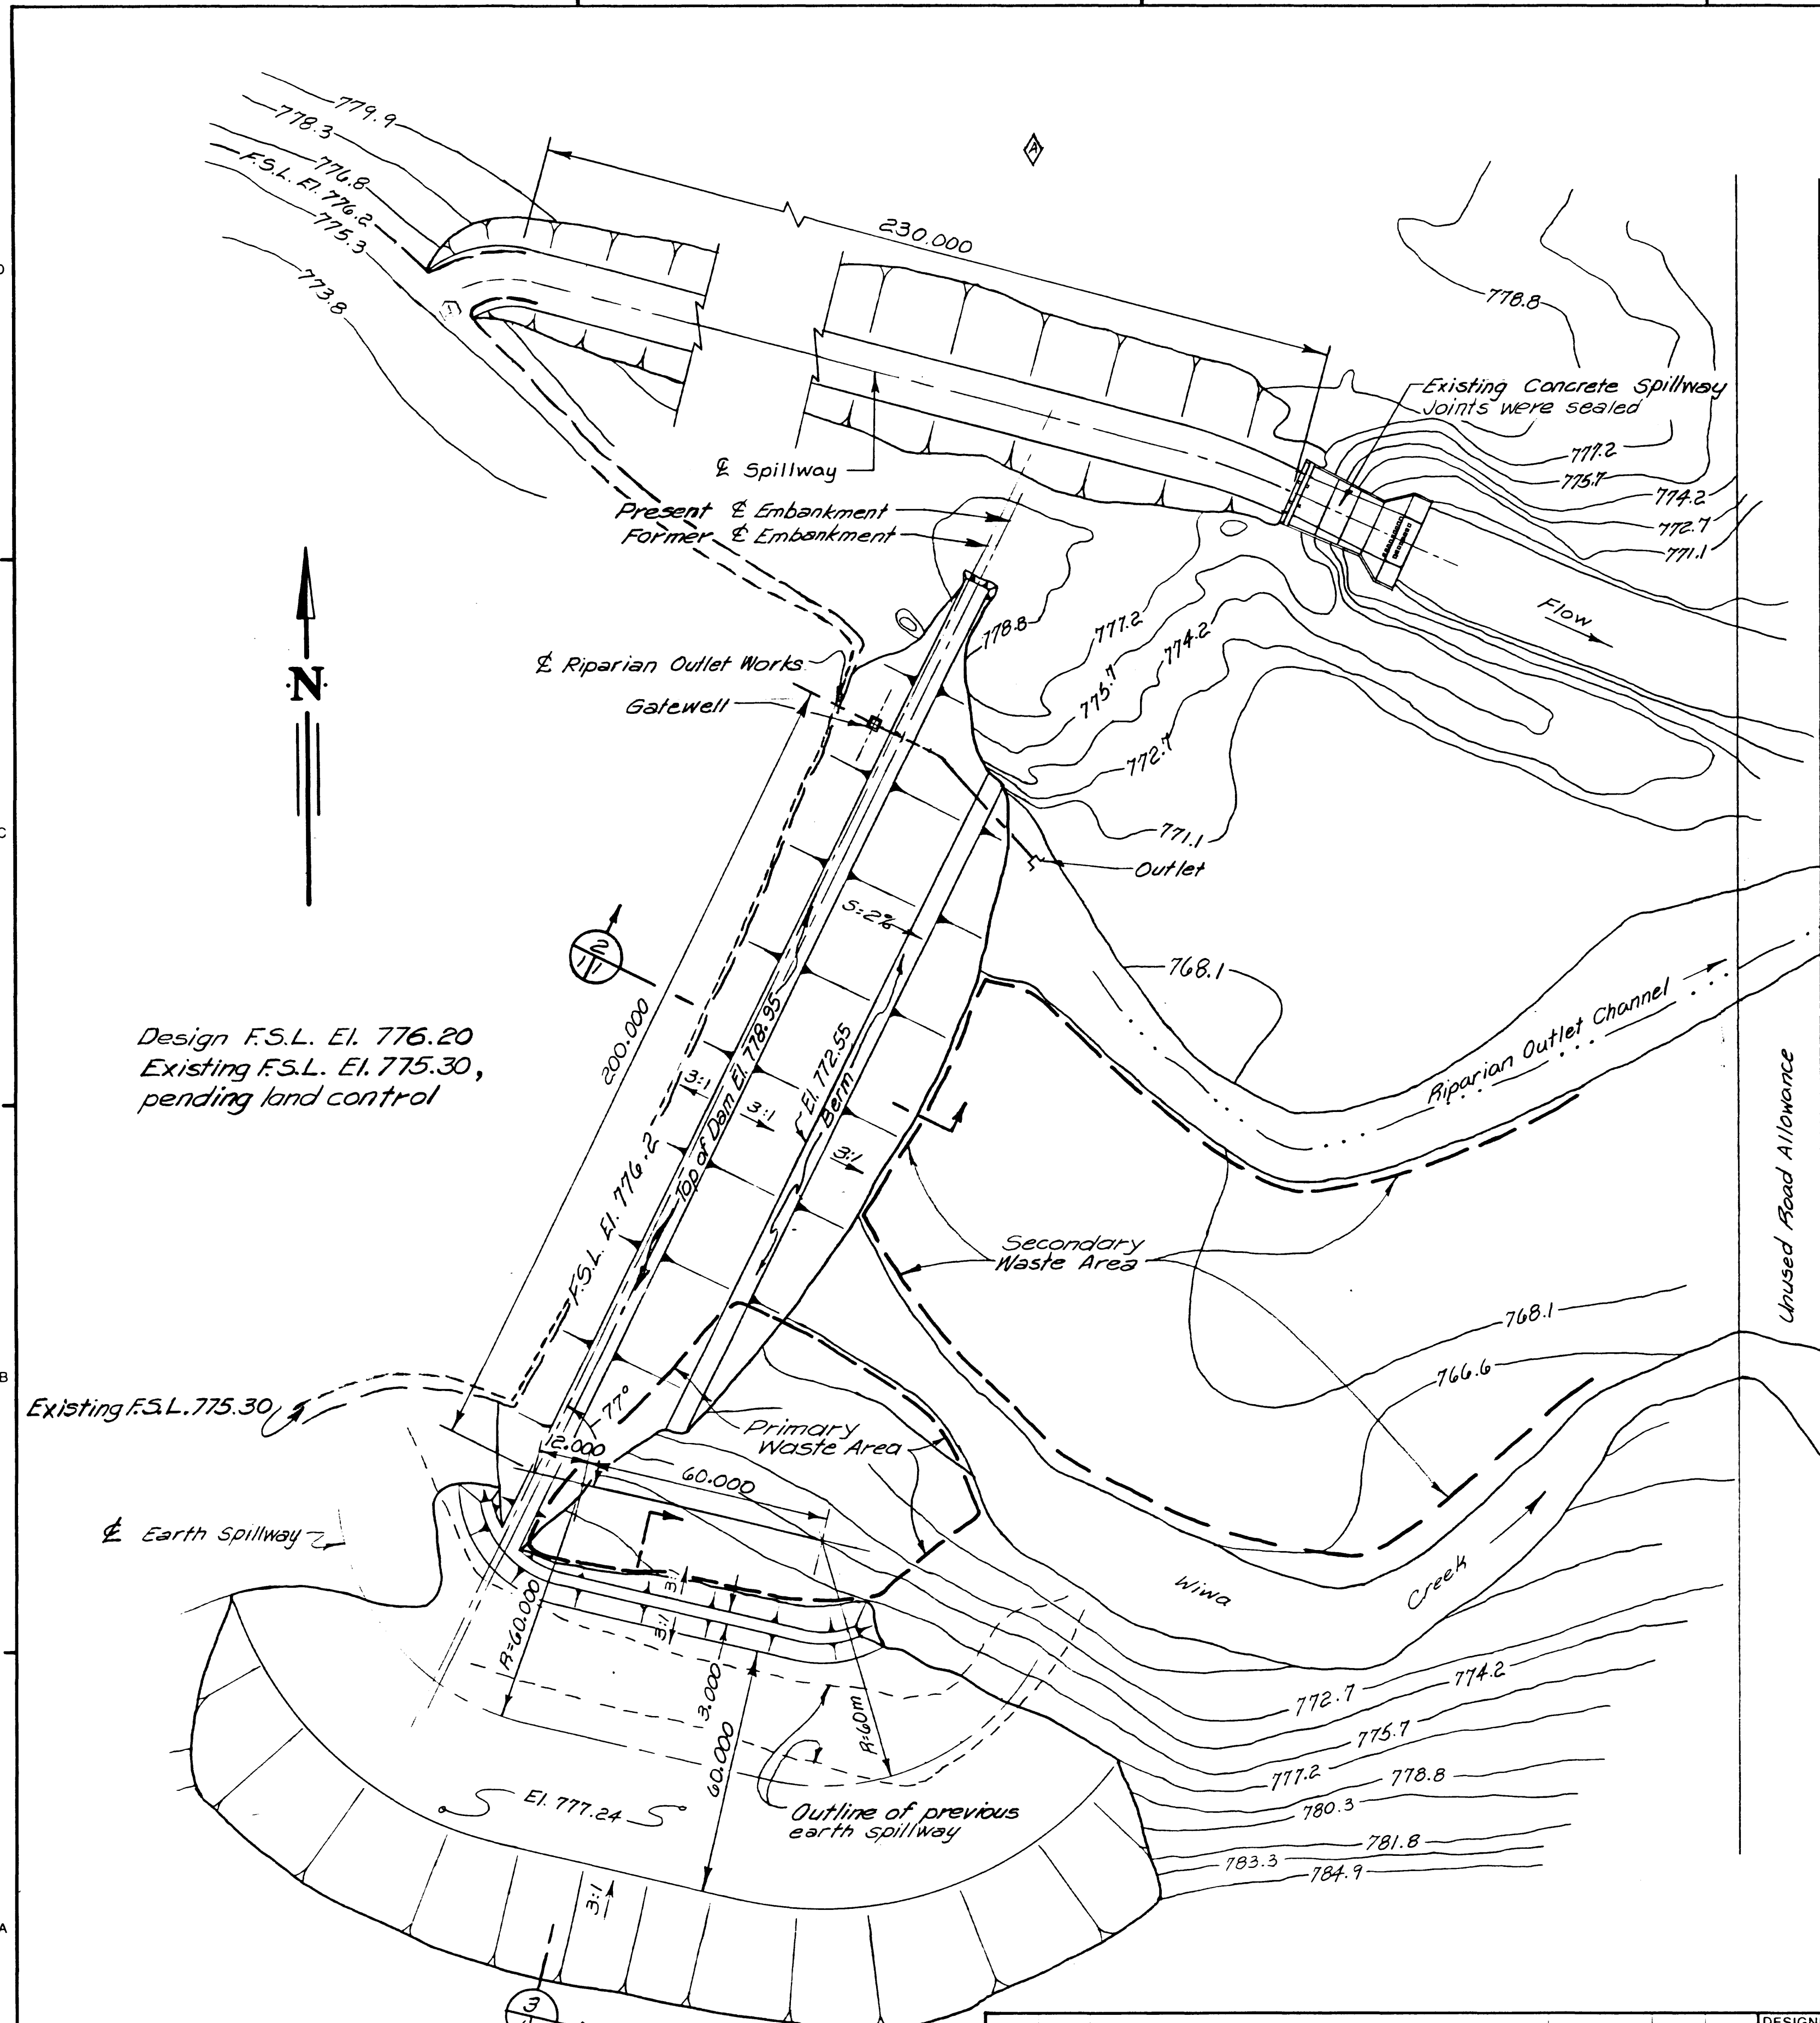 779.9
778.3
776.8
F.S.L. El. 776.2
775.3
773.8
A
230.000
778.8
Existing Concrete Spillway
Joints were sealed
777.2
775.7
774.2
772.7
771.1
℄ Spillway
Present ℄ Embankment
Former ℄ Embankment
Flow
778.8
777.2
774.2
775.7
772.7
771.1
℄ Riparian Outlet Works
Gatewell
N
Outlet
S=2%
2
11
768.1
Riparian Outlet Channel
Unused Road Allowance
Design F.S.L. El. 776.20
Existing F.S.L. El. 775.30,
pending land control
200.000
3:1
3:1
3:1
F.S.L. El. 776.2
Top of Dam El. 778.95
El. 772.55
Berm
Secondary
Waste Area
768.1
766.6
Existing F.S.L. 775.30
77°
12.000
60.000
Primary
Waste Area
℄ Earth Spillway
3:1
3:1
R=60.000
3.000
60.000
R=60m
Wiwa
Creek
772.7
774.2
775.7
777.2
778.8
780.3
781.8
783.3
784.9
El. 777.24
Outline of previous
earth spillway
3:1
3
D
C
B
A
DESIGN